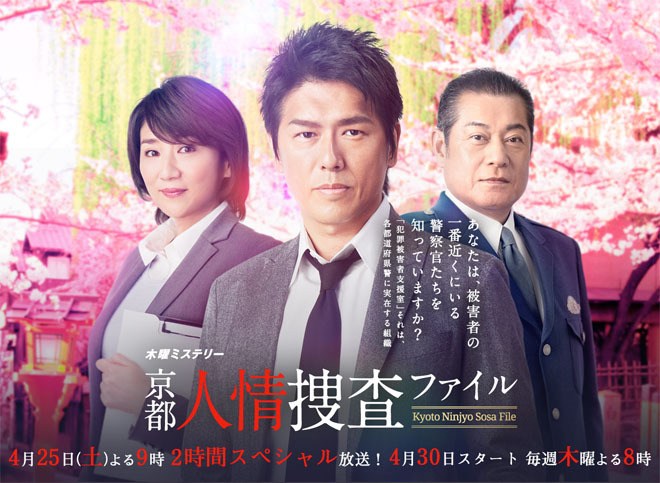 あなたは、被害者の
一番近くにいる
警察官たちを
知っていますか?
「犯罪被害者支援室」それは、
各都道府県警に実在する組織
木曜ミステリー
京都人情捜査ファイル
Kyoto Ninjyo Sosa File
4月25日(土)よる9時 2時間スペシャル放送! 4月30日スタート 毎週木曜よる8時